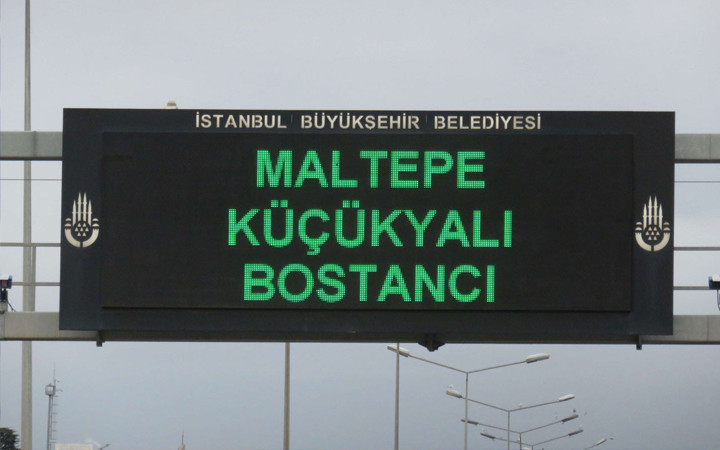 İSTANBUL BÜYÜKŞEHİR BELEDİYESİ
MALTEPE
KÜÇÜKYALI
BOSTANCI